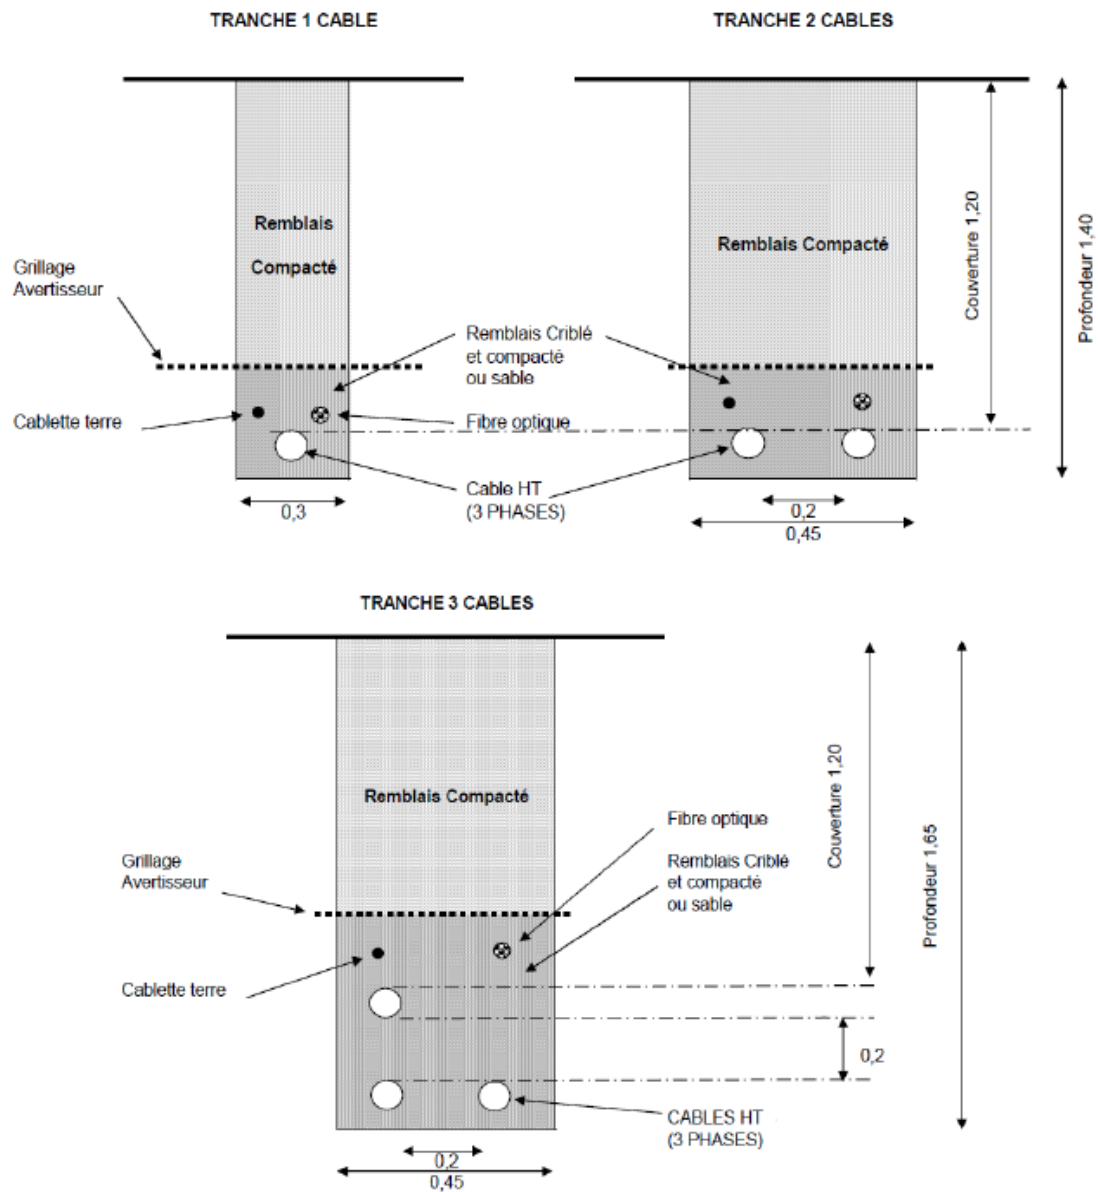 TRANCHE 1 CABLE
TRANCHE 2 CABLES
Remblais
Compacté
Remblais Compacté
Couverture 1,20
Profondeur 1,40
Grillage
Avertisseur
Remblais Criblé
et compacté
ou sable
Cablette terre
Fibre optique
Cable HT
(3 PHASES)
0,3
0,2
0,45
TRANCHE 3 CABLES
Remblais Compacté
Couverture 1,20
Profondeur 1,65
Fibre optique
Grillage
Avertisseur
Remblais Criblé
et compacté
ou sable
Cablette terre
0,2
CABLES HT
(3 PHASES)
0,2
0,45